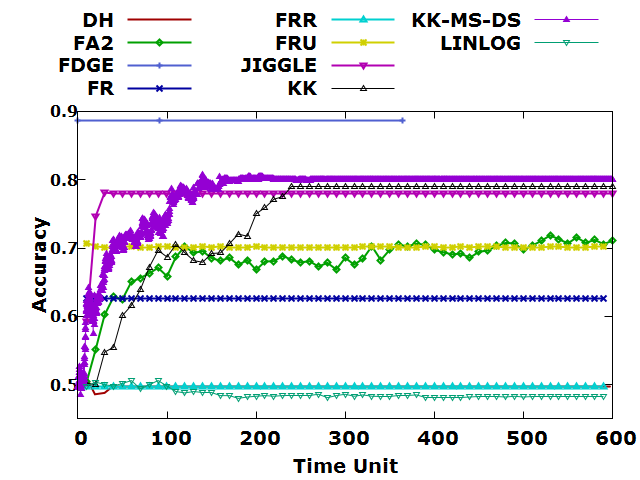 DH FRR KK-MS-DS
FA2 FRU LINLOG
FDGE JIGGLE
FR KK
0.9
0.8
0.7
0.6
0.5
Accuracy
0 100 200 300 400 500 600
Time Unit